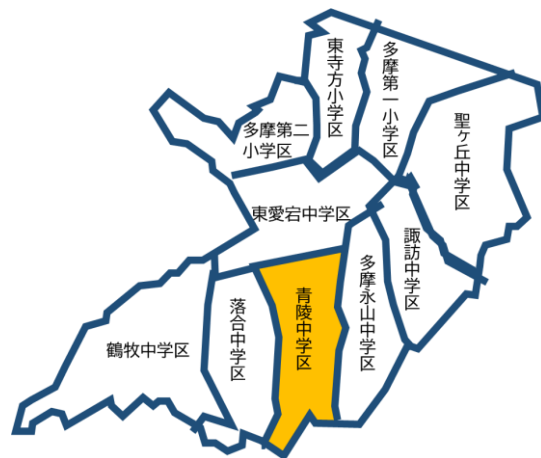 東寺方小学区
多摩第一小学区
多摩第二
小学区
聖ヶ丘中学区
東愛宕中学区
諏訪中学区
多摩永山中学区
青陵中学区
落合中学区
鶴牧中学区